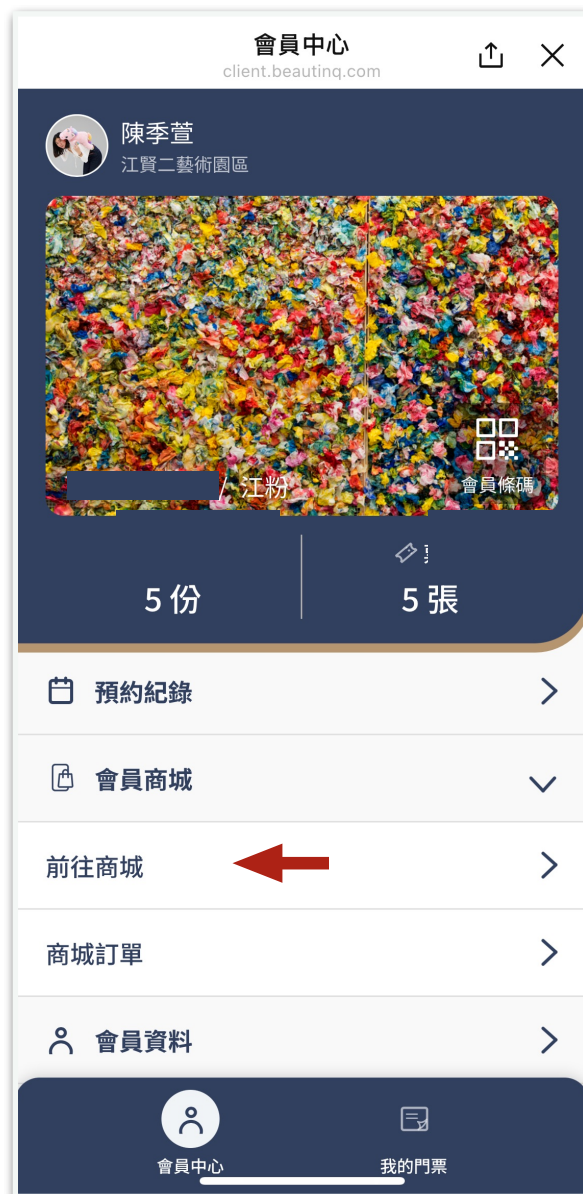 會員中心
client.beautinq.com
陳季萱
江賢二藝術園區
/ 江粉
會員條碼
5 份
5 張
預約紀錄
會員商城
前往商城
商城訂單
會員資料
會員中心
我的門票